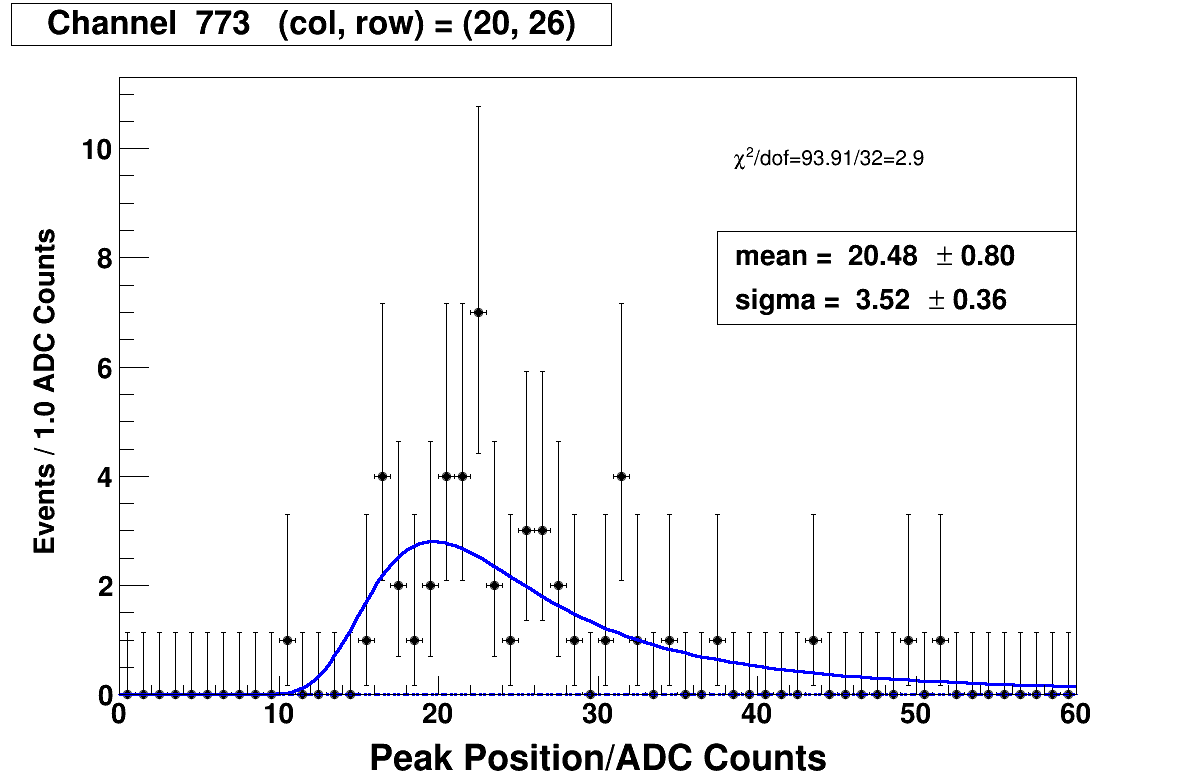 Channel  773   (col, row) = (20, 26)
χ²/dof=93.91/32=2.9
mean =  20.48  ± 0.80
sigma =  3.52  ± 0.36
Events / 1.0 ADC Counts
10
8
6
4
2
0
0 10 20 30 40 50 60
Peak Position/ADC Counts